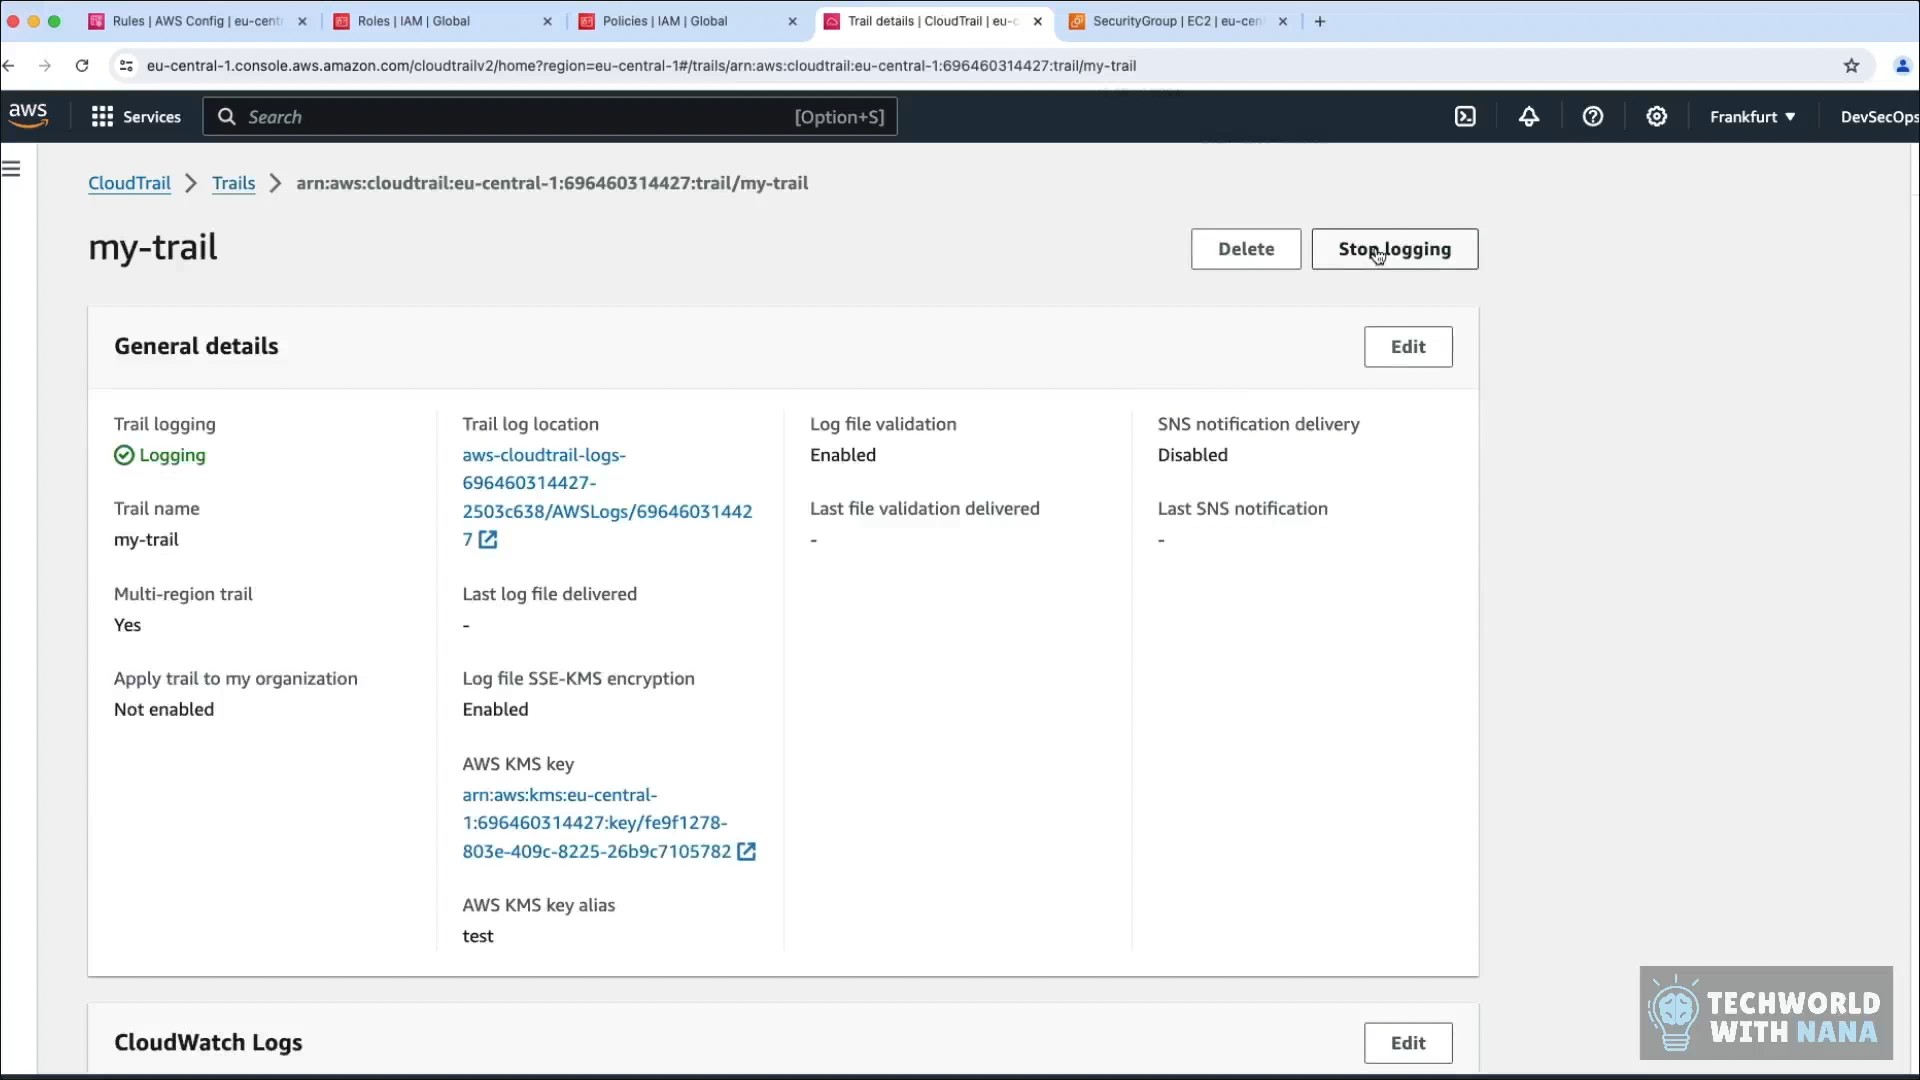 Rules | AWS Config | eu-cent
Roles | IAM | Global
Policies | IAM | Global
Trail details | CloudTrail | eu-c
SecurityGroup | EC2 | eu-cen
eu-central-1.console.aws.amazon.com/cloudtrailv2/home?region=eu-central-1#/trails/arn:aws:cloudtrail:eu-central-1:696460314427:trail/my-trail
aws
Services
Search
[Option+S]
Frankfurt
DevSecOps
CloudTrail
Trails
arn:aws:cloudtrail:eu-central-1:696460314427:trail/my-trail
my-trail
Delete
Stop logging
General details
Edit
Trail logging
Logging
Trail name
my-trail
Multi-region trail
Yes
Apply trail to my organization
Not enabled
Trail log location
aws-cloudtrail-logs-
696460314427-
2503c638/AWSLogs/69646031442
7
Last log file delivered
-
Log file SSE-KMS encryption
Enabled
AWS KMS key
arn:aws:kms:eu-central-
1:696460314427:key/fe9f1278-
803e-409c-8225-26b9c7105782
AWS KMS key alias
test
Log file validation
Enabled
Last file validation delivered
-
SNS notification delivery
Disabled
Last SNS notification
-
CloudWatch Logs
Edit
TECHWORLD
WITH NANA